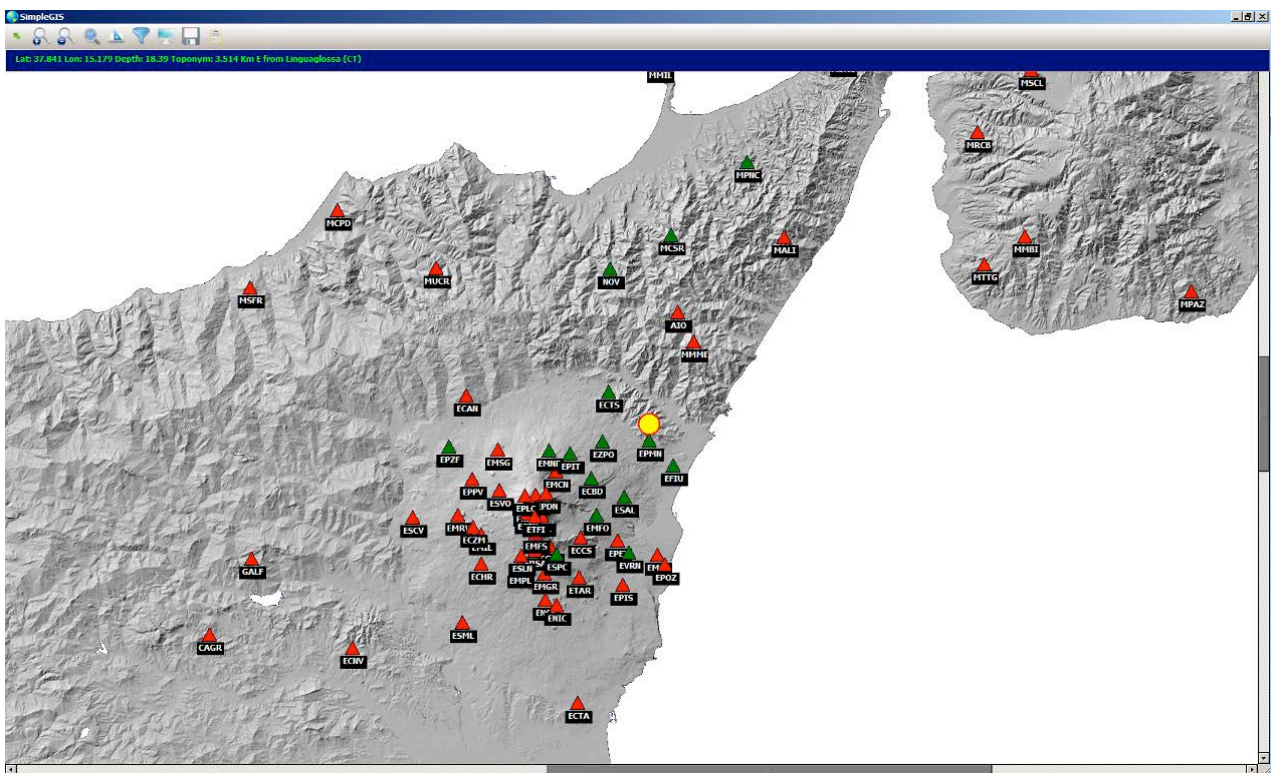 SimpleGIS
Lat: 37.841 Lon: 15.179 Depth: 18.39 Toponym: 3.514 Km E from Linguaglossa (CT)
MMIL
MSCL
MRCB
MPNC
MCPD
MCSR
MALI
MMBI
MUCR
NOV
MTTG
MSFR
MPAZ
AIO
MMME
ECAN
ECTS
EPZF
EMSG
EPIT
EZPO
EPMN
EFIU
EMCN
EPPV
ECBD
ESVO
ESAL
ESCV
ETFI
EMFO
ECZM
EMFS
ECCS
GALF
ECHR
ESLN
ESPC
EVRN
EPOZ
EMPL
EMGR
ETAR
EPIS
ENIC
ESML
CAGR
ECNV
ECTA